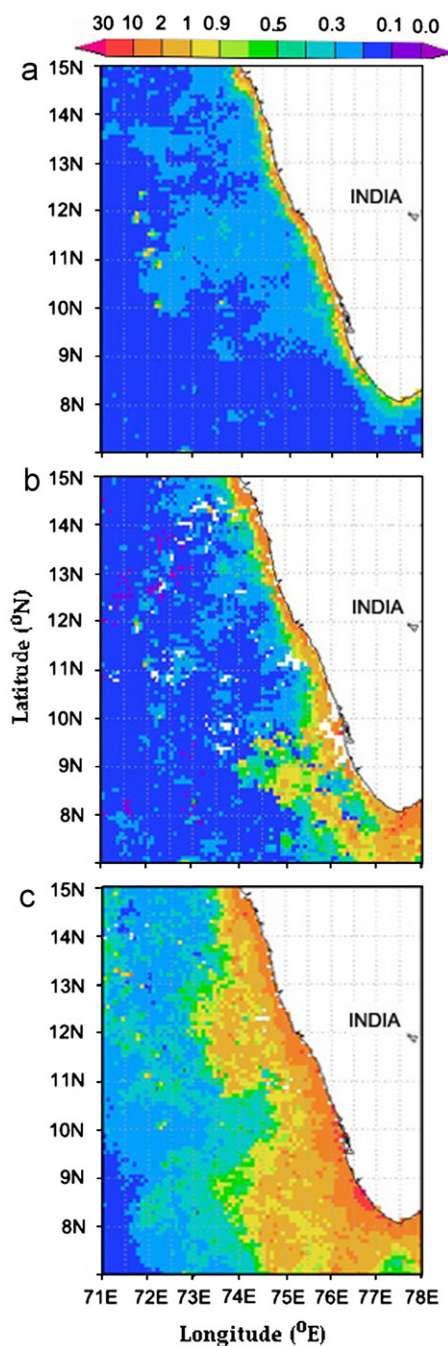 30 10 2 1 0.9 0.5 0.3 0.1 0.0
a
15N
14N
13N
12N
11N
10N
9N
8N
INDIA
b
15N
14N
13N
12N
11N
10N
9N
8N
INDIA
Latitude (⁰N)
c
15N
14N
13N
12N
11N
10N
9N
8N
INDIA
71E 72E 73E 74E 75E 76E 77E 78E
Longitude (⁰E)